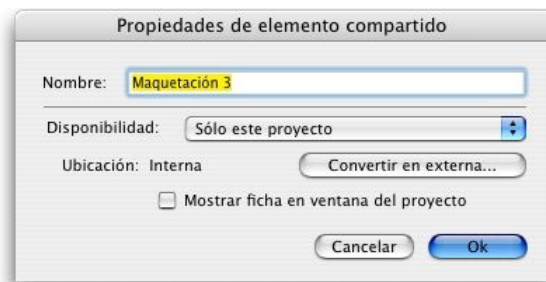 Propiedades de elemento compartido
Nombre: Maquetación 3
Disponibilidad: Sólo este proyecto
Ubicación: Interna Convertir en externa...
Mostrar ficha en ventana del proyecto
Cancelar Ok